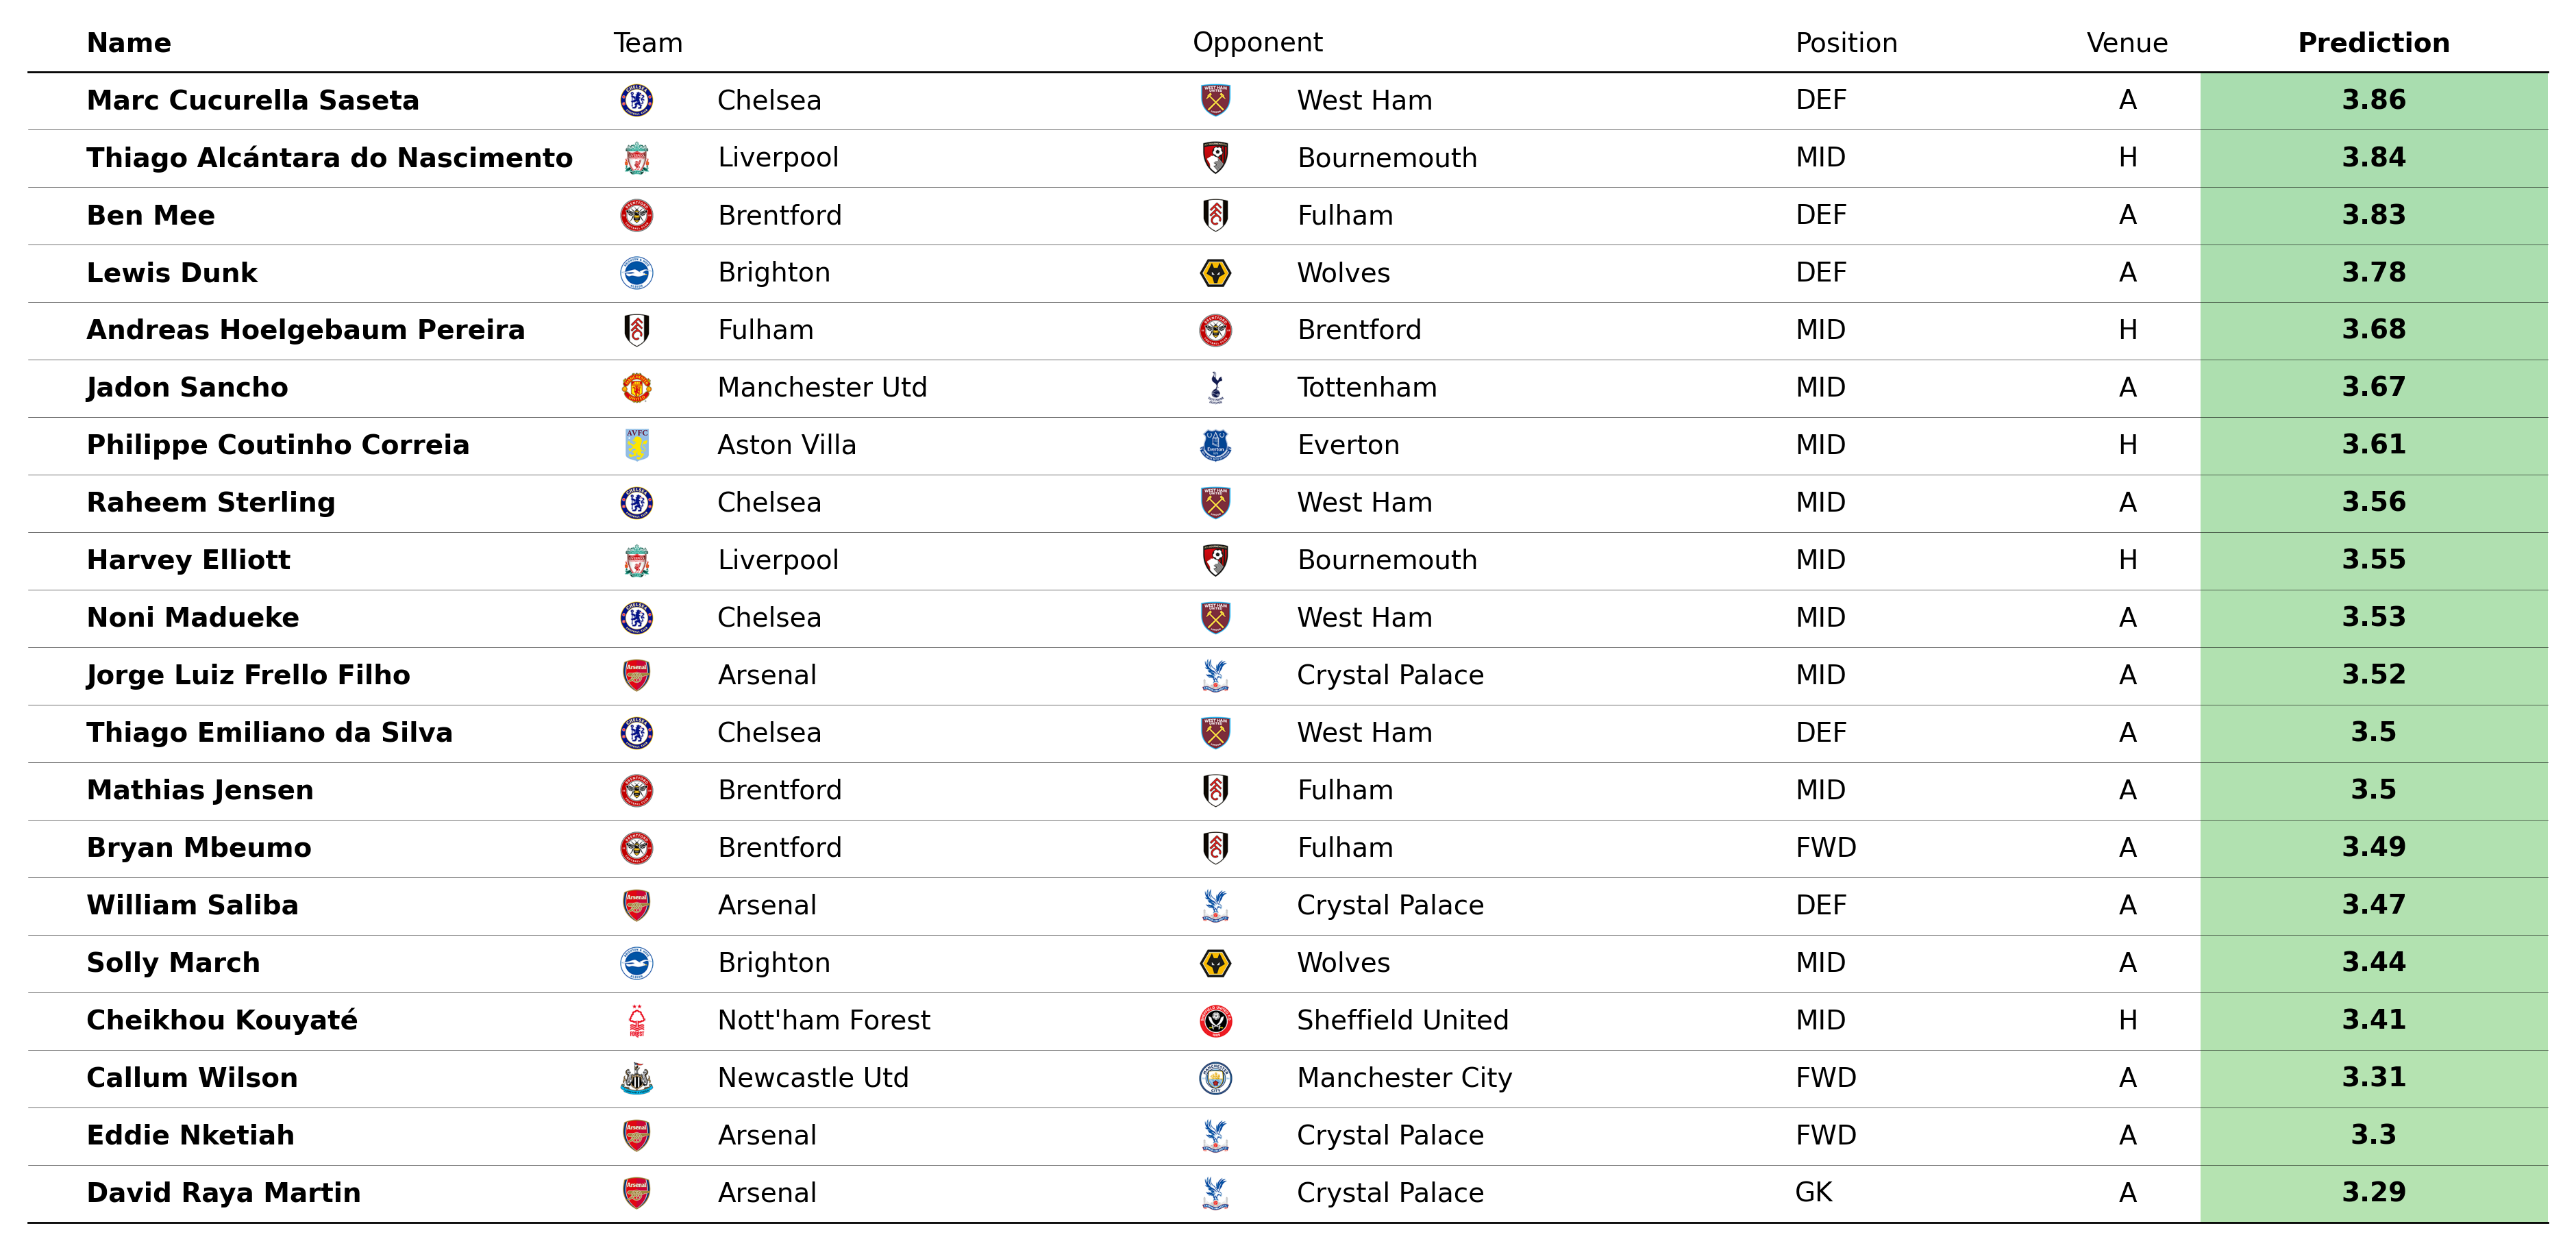 Name Team Opponent Position Venue Prediction
Marc Cucurella Saseta Chelsea West Ham DEF A 3.86
Thiago Alcántara do Nascimento Liverpool Bournemouth MID H 3.84
Ben Mee Brentford Fulham DEF A 3.83
Lewis Dunk Brighton Wolves DEF A 3.78
Andreas Hoelgebaum Pereira Fulham Brentford MID H 3.68
Jadon Sancho Manchester Utd Tottenham MID A 3.67
Philippe Coutinho Correia Aston Villa Everton MID H 3.61
Raheem Sterling Chelsea West Ham MID A 3.56
Harvey Elliott Liverpool Bournemouth MID H 3.55
Noni Madueke Chelsea West Ham MID A 3.53
Jorge Luiz Frello Filho Arsenal Crystal Palace MID A 3.52
Thiago Emiliano da Silva Chelsea West Ham DEF A 3.5
Mathias Jensen Brentford Fulham MID A 3.5
Bryan Mbeumo Brentford Fulham FWD A 3.49
William Saliba Arsenal Crystal Palace DEF A 3.47
Solly March Brighton Wolves MID A 3.44
Cheikhou Kouyaté Nott'ham Forest Sheffield United MID H 3.41
Callum Wilson Newcastle Utd Manchester City FWD A 3.31
Eddie Nketiah Arsenal Crystal Palace FWD A 3.3
David Raya Martin Arsenal Crystal Palace GK A 3.29